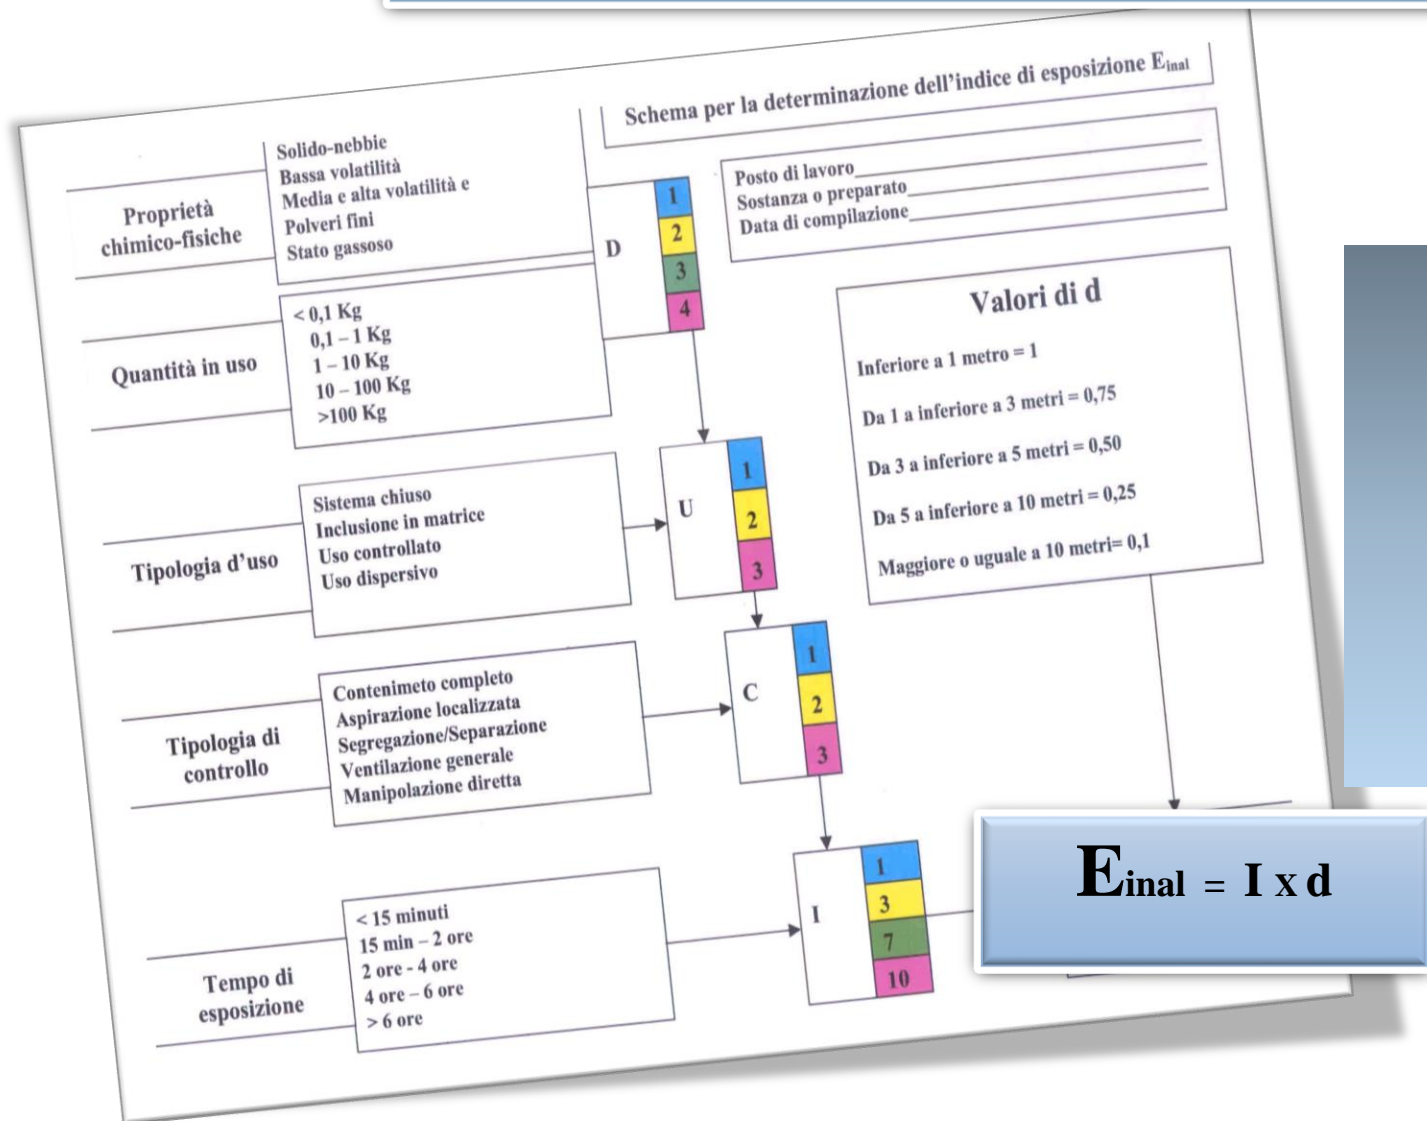 Schema per la determinazione dell'indice di esposizione Einal
Posto di lavoro
Sostanza o preparato
Data di compilazione
Proprietà
chimico-fisiche
Solido-nebbie
Bassa volatilità
Media e alta volatilità e
Polveri fini
Stato gassoso
D
1
2
3
4
Quantità in uso
< 0,1 Kg
0,1 – 1 Kg
1 – 10 Kg
10 – 100 Kg
>100 Kg
Valori di d
Inferiore a 1 metro = 1
Da 1 a inferiore a 3 metri = 0,75
Da 3 a inferiore a 5 metri = 0,50
Da 5 a inferiore a 10 metri = 0,25
Maggiore o uguale a 10 metri= 0,1
Tipologia d'uso
Sistema chiuso
Inclusione in matrice
Uso controllato
Uso dispersivo
U
1
2
3
Tipologia di
controllo
Contenimeto completo
Aspirazione localizzata
Segregazione/Separazione
Ventilazione generale
Manipolazione diretta
C
1
2
3
Tempo di
esposizione
< 15 minuti
15 min – 2 ore
2 ore - 4 ore
4 ore – 6 ore
> 6 ore
I
1
3
7
10
Einal = I x d